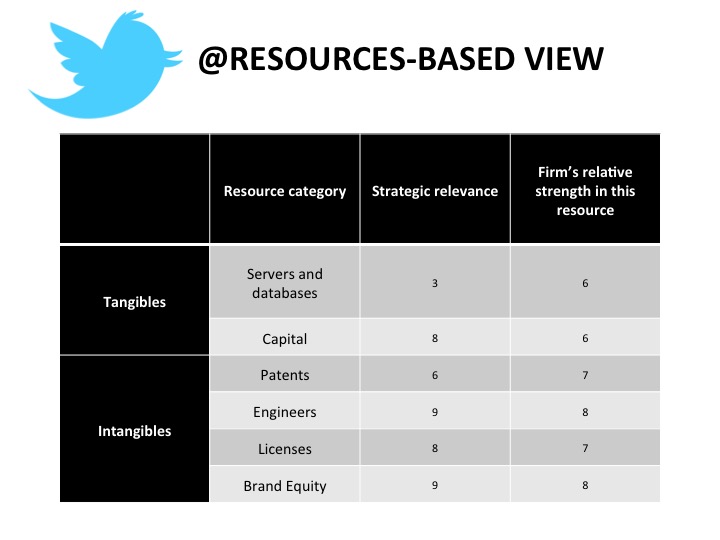 @RESOURCES-BASED VIEW
Resource category
Strategic relevance
Firm’s relative
strength in this
resource
Tangibles
Servers and
databases
3
6
Capital
8
6
Intangibles
Patents
6
7
Engineers
9
8
Licenses
8
7
Brand Equity
9
8